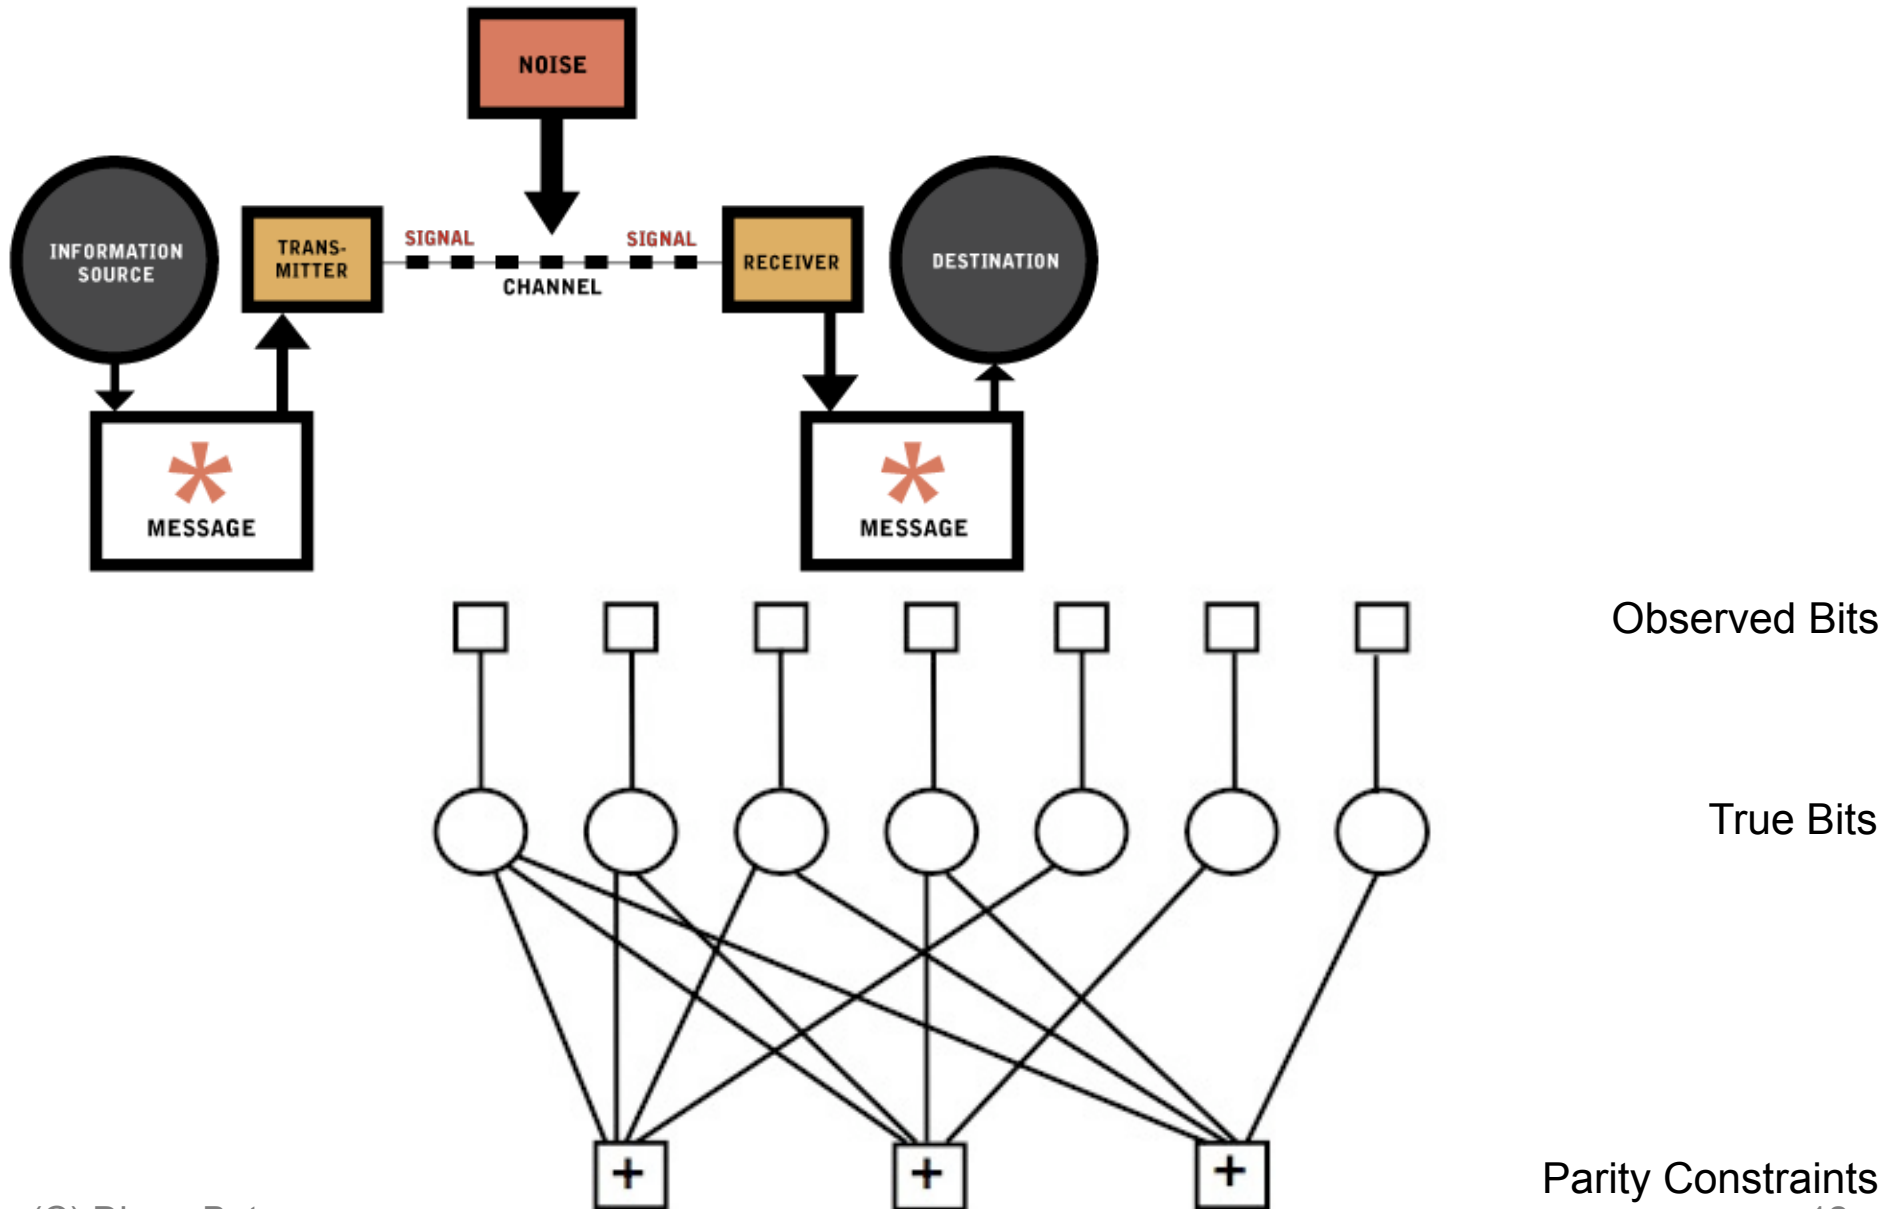 NOISE
INFORMATION
SOURCE
TRANS-
MITTER
SIGNAL
SIGNAL
CHANNEL
RECEIVER
DESTINATION
MESSAGE
MESSAGE
Observed Bits
True Bits
+
+
+
Parity Constraints